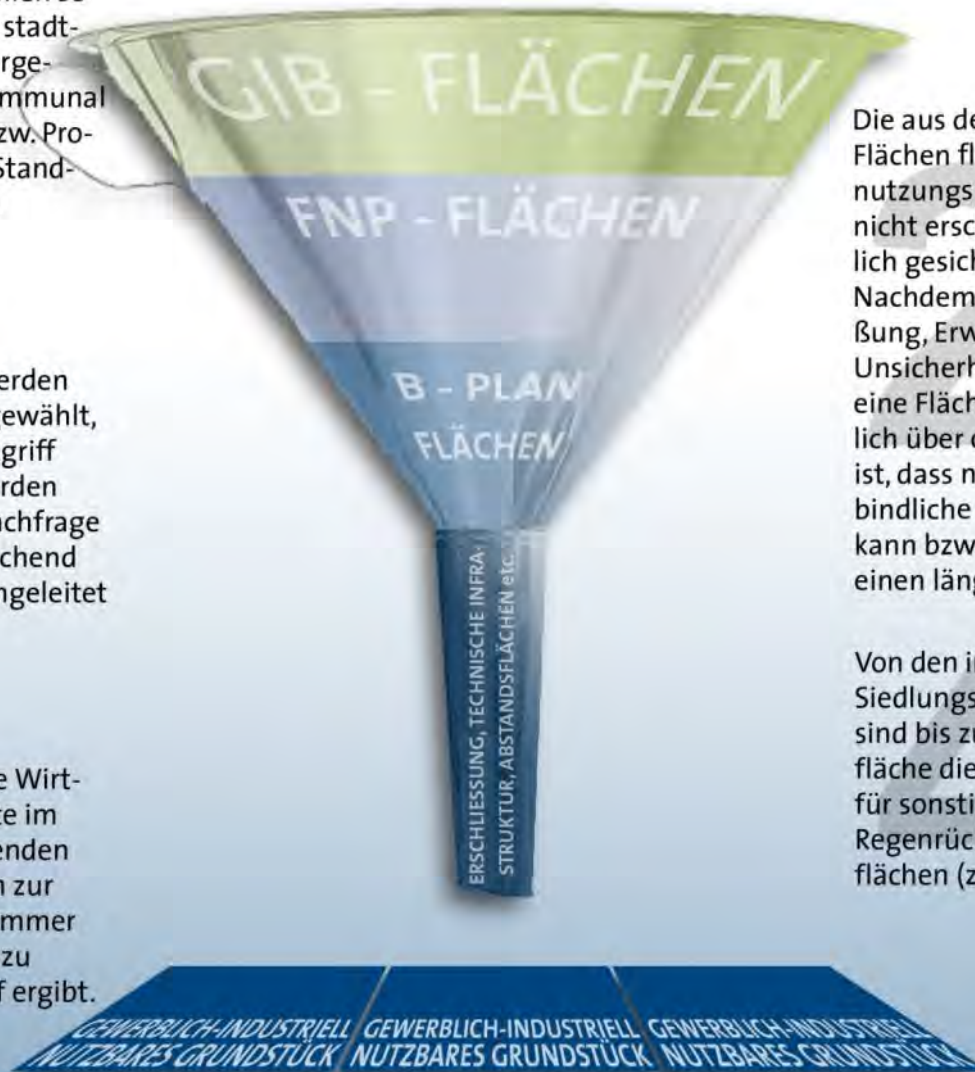 stadt-
rge-
mmunal
zw. Pro-
Stand-
erden
gewählt,
griff
rden
achfrage
chend
ngeleitet
e Wirt-
te im
enden
n zur
mmer
zu
f ergibt.
GIB - FLÄCHEN
FNP - FLÄCHEN
B - PLAN
FLÄCHEN
ERSCHLIESSUNG, TECHNISCHE INFRA-
STRUKTUR, ABSTANDSFLÄCHEN etc.
GEWERBLICH-INDUSTRIELL
NUTZBARES GRUNDSTÜCK
GEWERBLICH-INDUSTRIELL
NUTZBARES GRUNDSTÜCK
GEWERBLICH-INDUSTRIELL
NUTZBARES GRUNDSTÜCK
Die aus de
Flächen fl
nutzungs
nicht ersc
lich gesich
Nachdem
ßung, Erw
Unsicherh
eine Fläch
lich über d
ist, dass n
bindliche
kann bzw
einen läng
Von den i
Siedlungs
sind bis zu
fläche die
für sonsti
Regenrüc
flächen (z